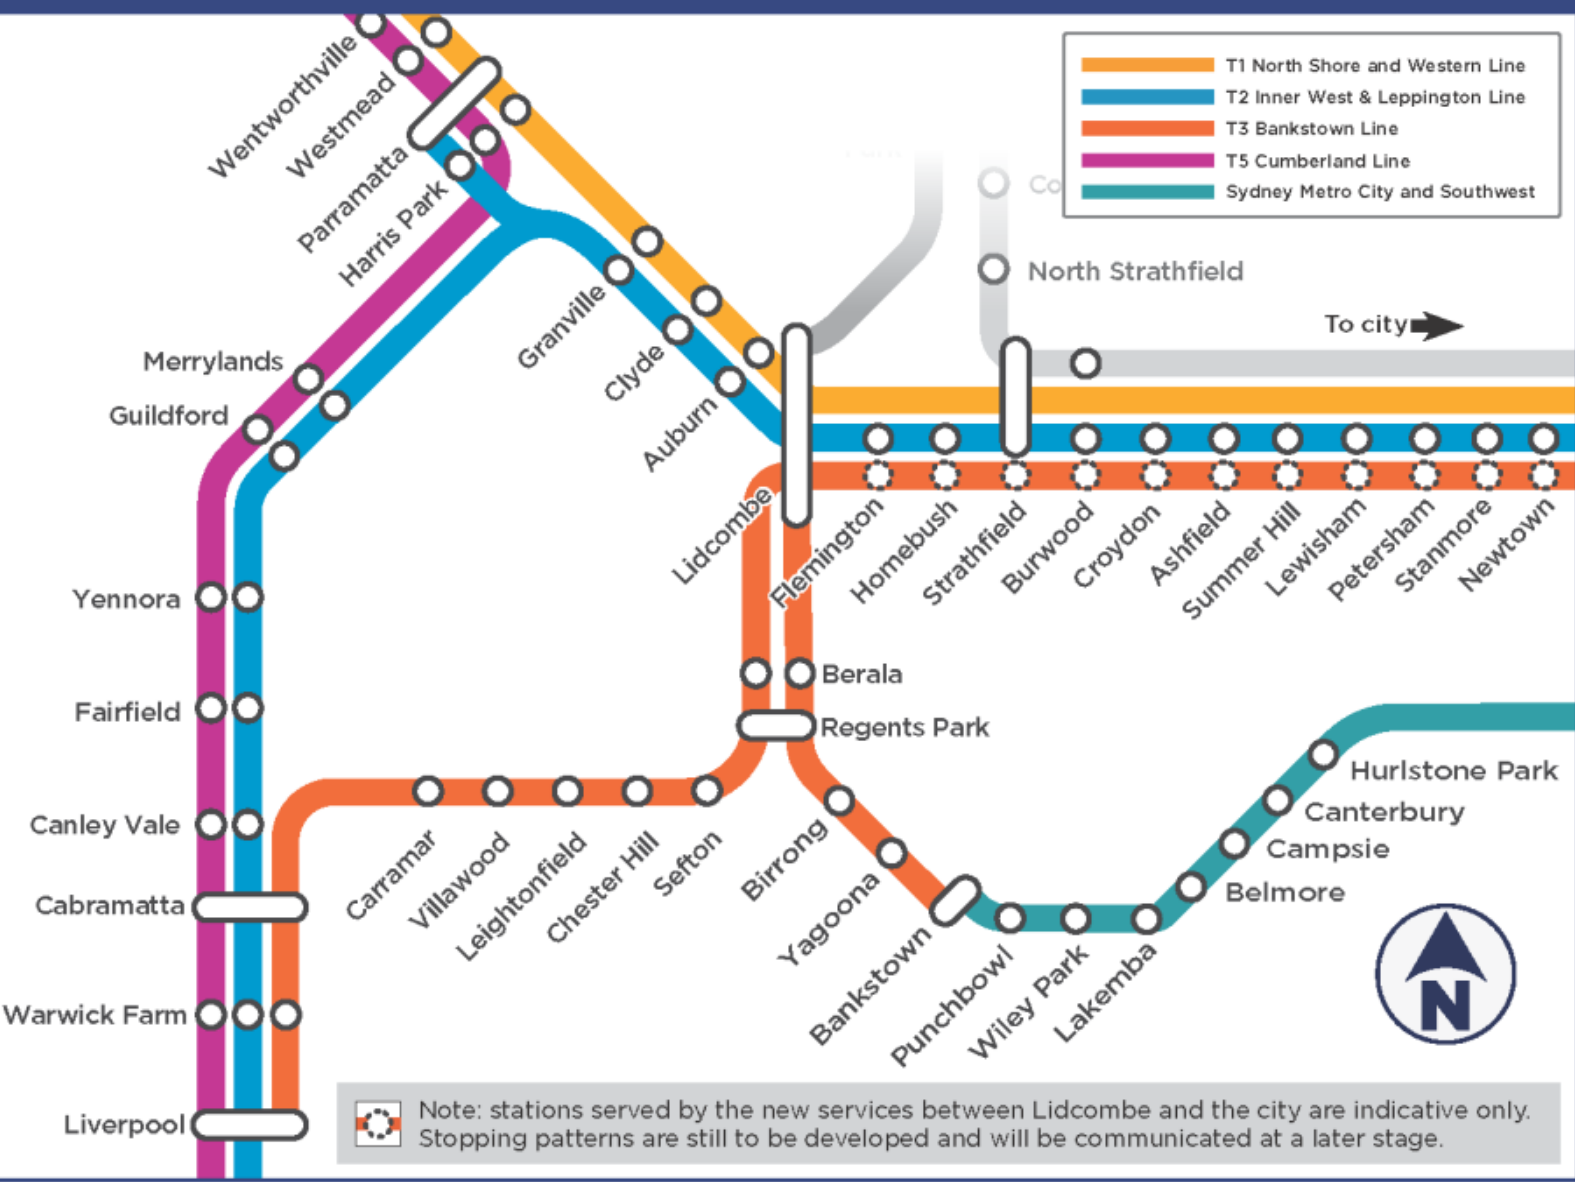 T1 North Shore and Western Line
T2 Inner West & Leppington Line
T3 Bankstown Line
T5 Cumberland Line
Sydney Metro City and Southwest
Wentworthville
Westmead
Parramatta
Harris Park
Granville
Clyde
Auburn
Lidcombe
Merrylands
Guildford
Yennora
Fairfield
Canley Vale
Cabramatta
Warwick Farm
Liverpool
Co
North Strathfield
To city
Flemington
Homebush
Strathfield
Burwood
Croydon
Ashfield
Summer Hill
Lewisham
Petersham
Stanmore
Newtown
Berala
Regents Park
Carramar
Villawood
Leightonfield
Chester Hill
Sefton
Birrong
Yagoona
Bankstown
Punchbowl
Wiley Park
Lakemba
Belmore
Campsie
Canterbury
Hurlstone Park
N
Note: stations served by the new services between Lidcombe and the city are indicative only.
Stopping patterns are still to be developed and will be communicated at a later stage.